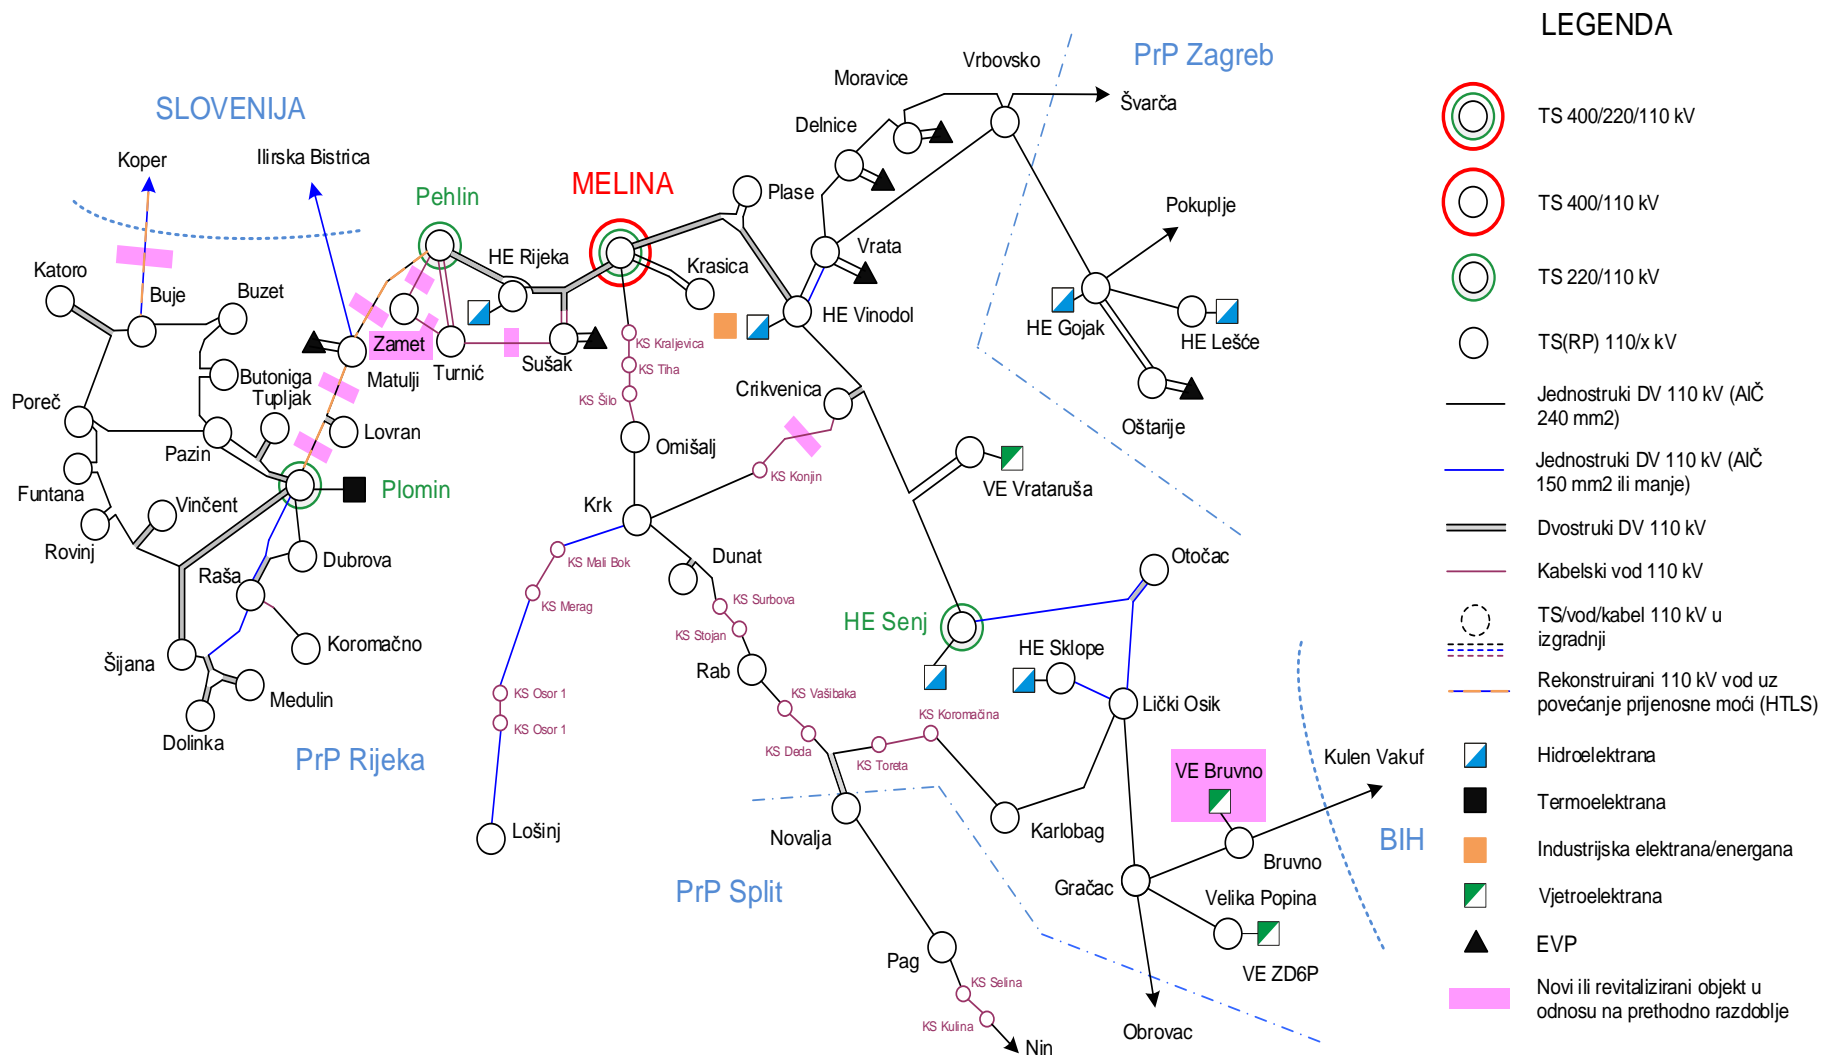 LEGENDA
PrP Zagreb
Vrbovsko
Moravice
Švarča
SLOVENIJA
Delnice
Koper
Ilirska Bistrica
Pehlin
MELINA
Plase
Pokuplje
Vrata
HE Rijeka
Krasica
Katoro
Buje
Buzet
HE Vinodol
HE Gojak
HE Lešće
Zamet
Matulji
Turnić
Sušak
KS Kraljevica
KS Tiha
KS Šilo
Crikvenica
Butoniga
Tupljak
Poreč
Lovran
Oštarije
Pazin
Omišalj
KS Konjin
Funtana
Vinčent
Plomin
VE Vrataruša
Rovinj
Krk
Dubrova
Raša
KS Mali Bok
Dunat
Otočac
KS Merag
KS Surbova
KS Stojan
HE Senj
Koromačno
Šijana
HE Sklope
Rab
Medulin
KS Osor 1
KS Osor 1
KS Vašibaka
KS Koromačina
Lički Osik
Dolinka
PrP Rijeka
KS Deda
KS Toreta
Kulen Vakuf
VE Bruvno
Lošinj
Novalja
Karlobag
Bruvno
BIH
PrP Split
Gračac
Velika Popina
Pag
VE ZD6P
KS Selina
KS Kulina
Nin
Obrovac
TS 400/220/110 kV
TS 400/110 kV
TS 220/110 kV
TS(RP) 110/x kV
Jednostruki DV 110 kV (AlČ
240 mm2)
Jednostruki DV 110 kV (AlČ
150 mm2 ili manje)
Dvostruki DV 110 kV
Kabelski vod 110 kV
TS/vod/kabel 110 kV u
izgradnji
Rekonstruirani 110 kV vod uz
povećanje prijenosne moći (HTLS)
Hidroelektrana
Termoelektrana
Industrijska elektrana/energana
Vjetroelektrana
EVP
Novi ili revitalizirani objekt u
odnosu na prethodno razdoblje